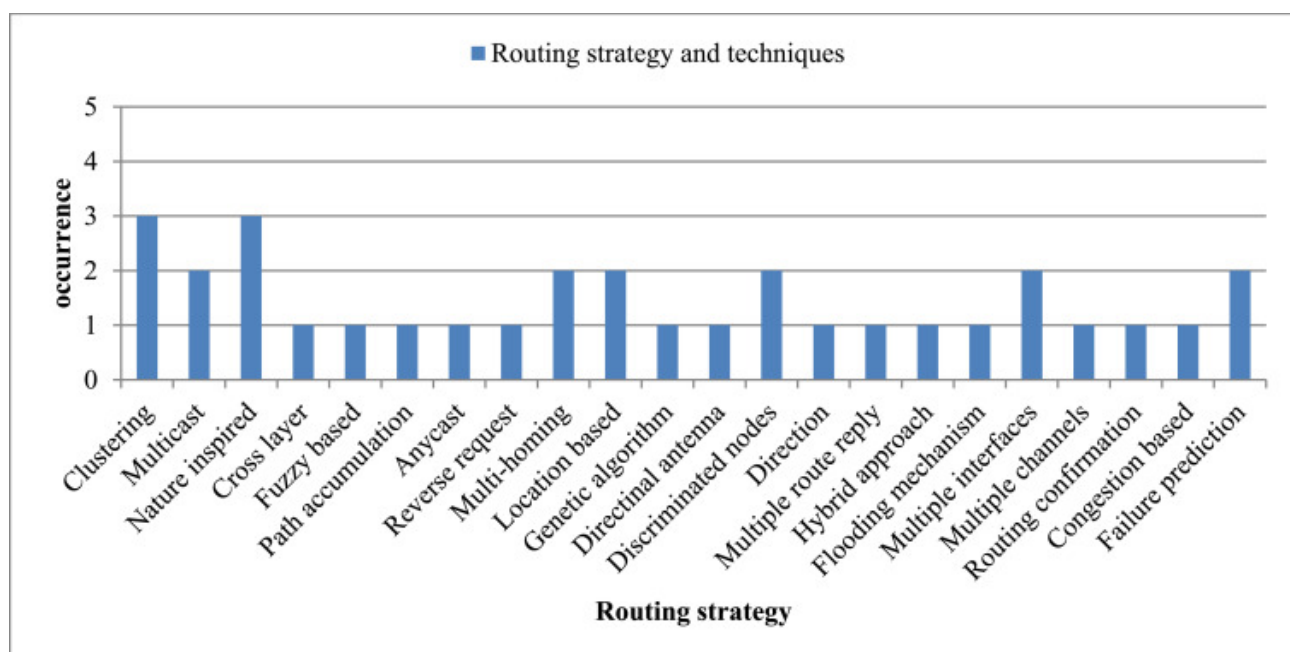 Routing strategy and techniques
5
4
3
2
1
0
occurrence
Clustering
Multicast
Nature inspired
Cross layer
Fuzzy based
Path accumulation
Anycast
Reverse request
Multi-homing
Location based
Genetic algorithm
Directinal antenna
Discriminated nodes
Direction
Multiple route reply
Hybrid approach
Flooding mechanism
Multiple interfaces
Multiple channels
Routing confirmation
Congestion based
Failure prediction
Routing strategy